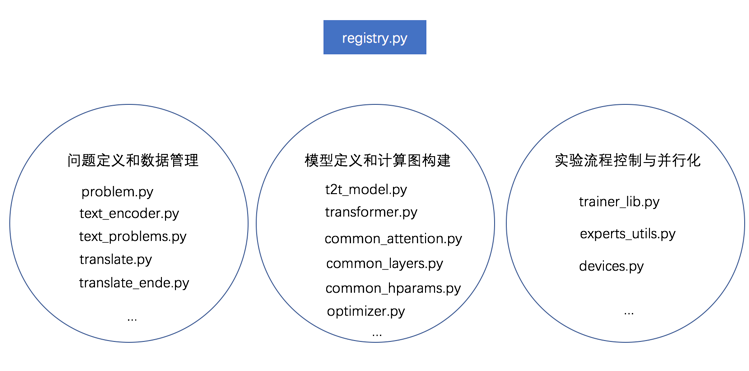 registry.py
问题定义和数据管理
problem.py
text_encoder.py
text_problems.py
translate.py
translate_ende.py
...
模型定义和计算图构建
t2t_model.py
transformer.py
common_attention.py
common_layers.py
common_hparams.py
optimizer.py
...
实验流程控制与并行化
trainer_lib.py
experts_utils.py
devices.py
...